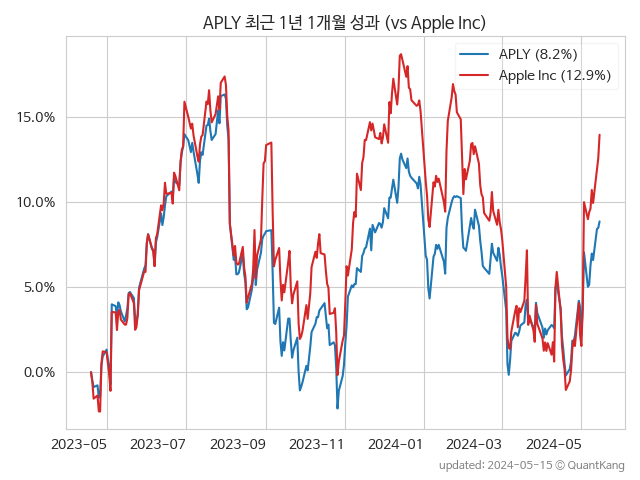 APLY 최근 1년 1개월 성과 (vs Apple Inc)
APLY (8.2%)
Apple Inc (12.9%)
15.0%
10.0%
5.0%
0.0%
2023-05 2023-07 2023-09 2023-11 2024-01 2024-03 2024-05
updated: 2024-05-15 © QuantKang